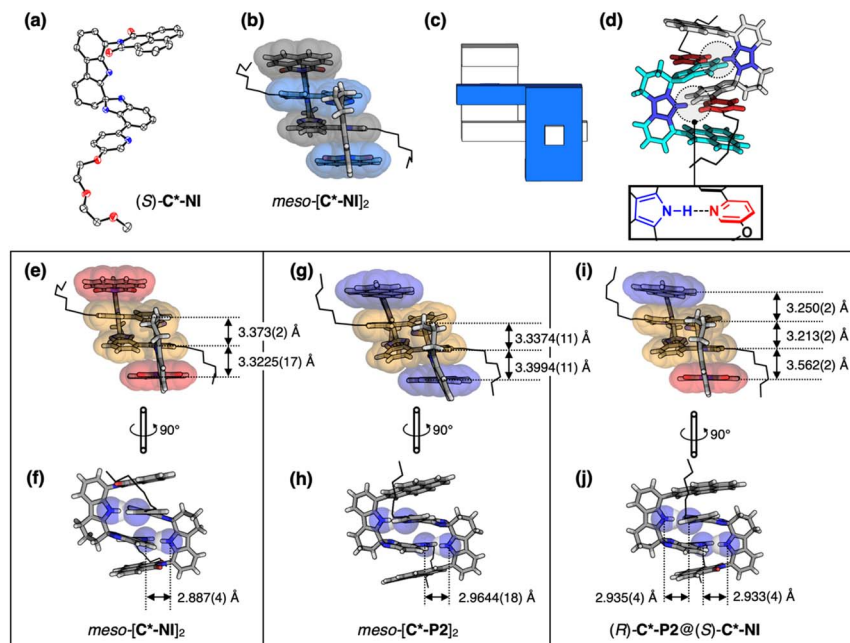 (a)
(b)
(c)
(d)
(S)-C*-NI
meso-[C*-NI]₂
N-H---N
O
(e)
(g)
(i)
3.373(2) Å
3.3225(17) Å
3.3374(11) Å
3.3994(11) Å
3.250(2) Å
3.213(2) Å
3.562(2) Å
90°
90°
90°
(f)
(h)
(j)
2.887(4) Å
2.9644(18) Å
2.935(4) Å
2.933(4) Å
meso-[C*-NI]₂
meso-[C*-P2]₂
(R)-C*-P2@(S)-C*-NI